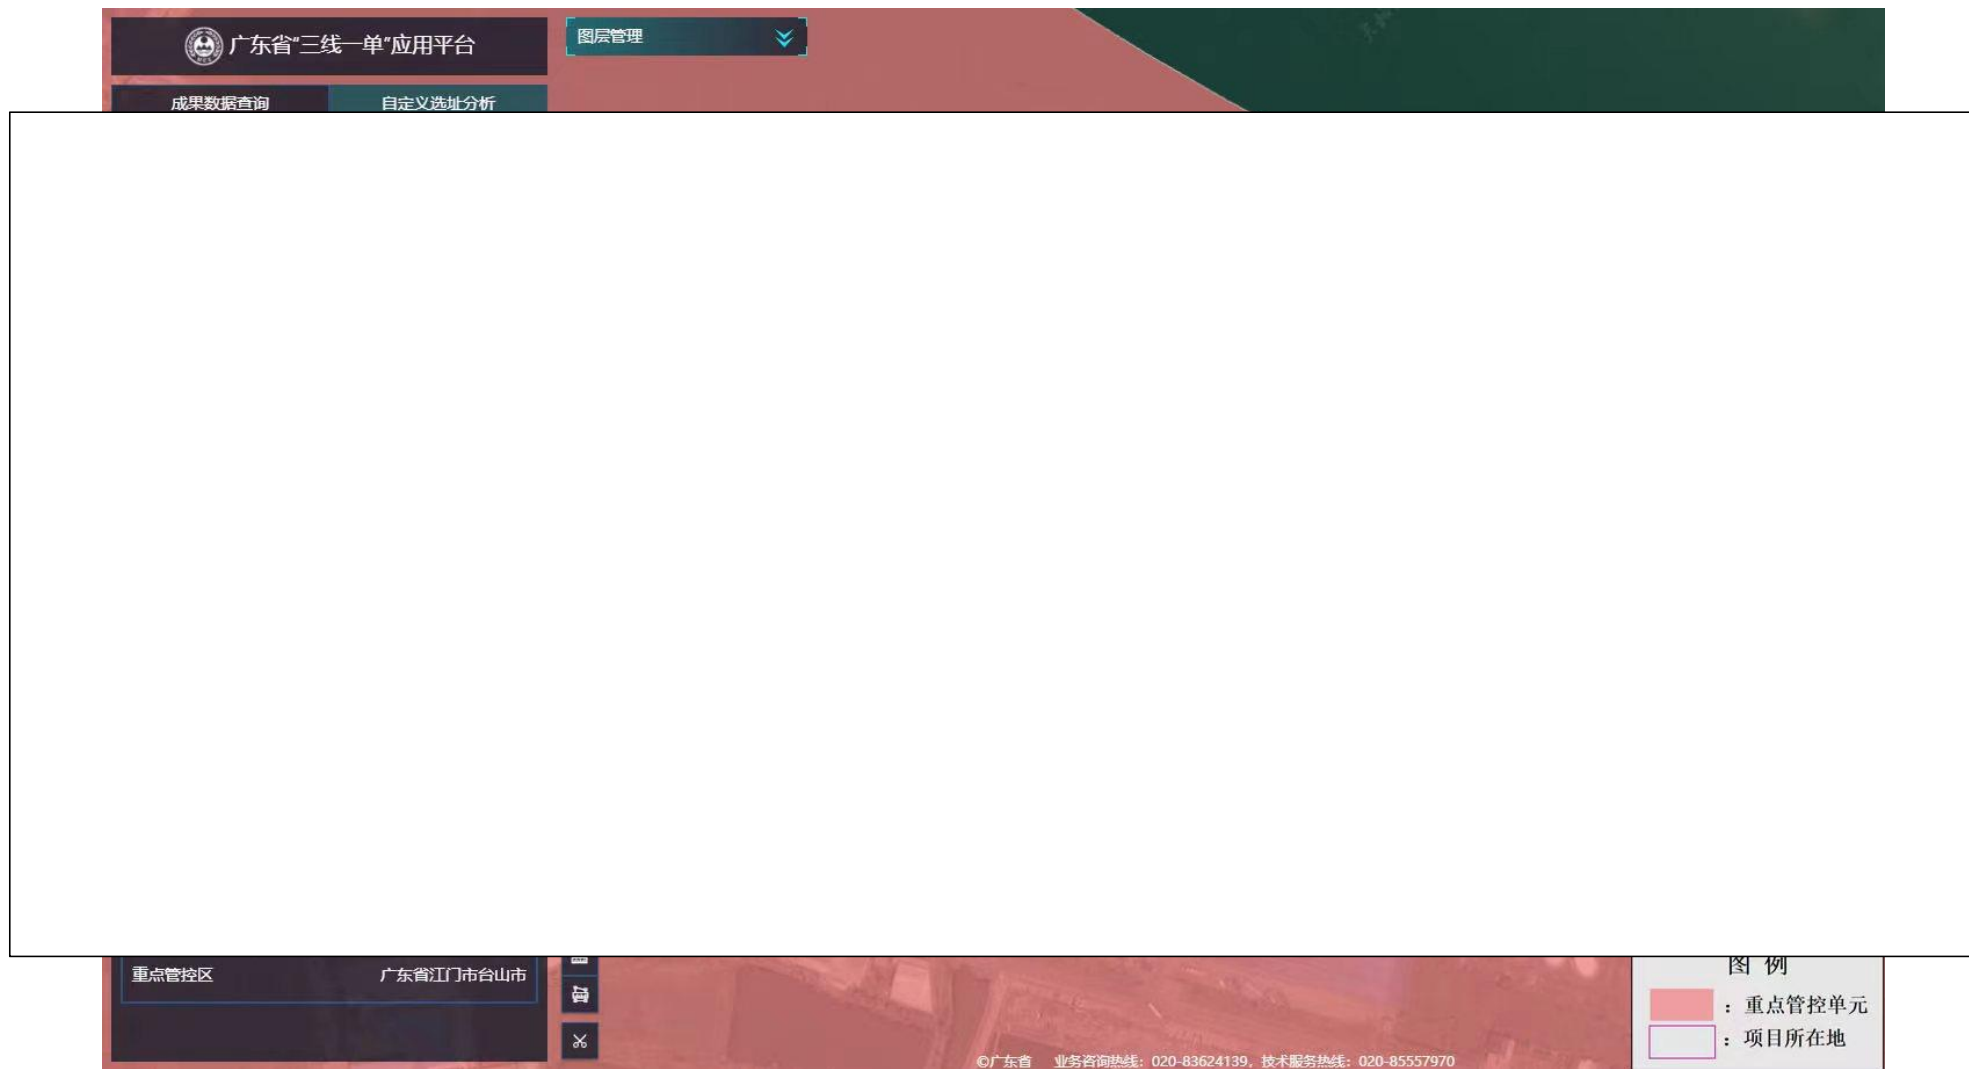 广东省"三线一单"应用平台
图层管理
成果数据查询 自定义选址分析
重点管控区 广东省江门市台山市
图 例
：重点管控单元
：项目所在地
©广东省 业务咨询热线：020-83624139，技术服务热线：020-85557970